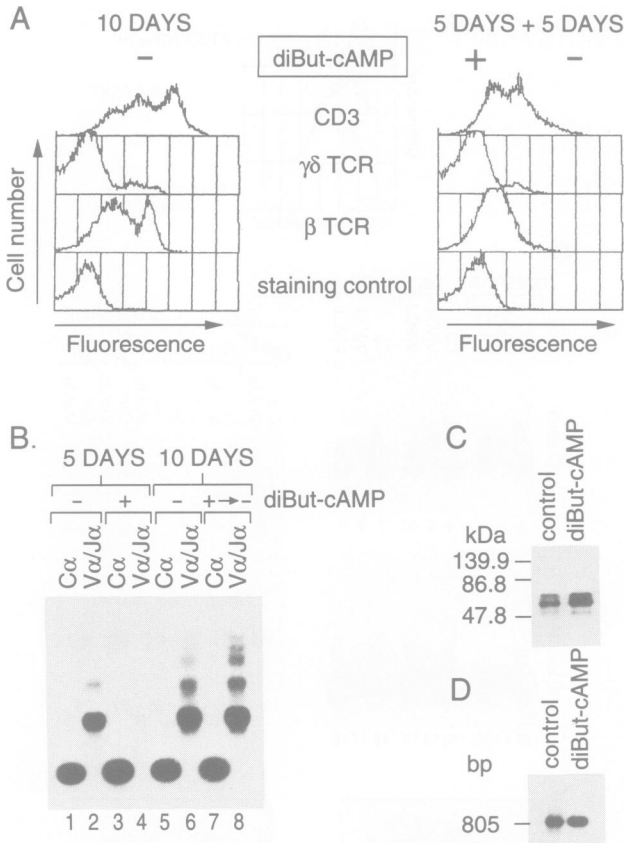 A
10 DAYS
−
diBut-cAMP
5 DAYS + 5 DAYS
+ −
CD3
γδ TCR
β TCR
staining control
Cell number
Fluorescence
Fluorescence
B.
5 DAYS 10 DAYS
− + − +→− diBut-cAMP
Cα Vα/Jα Cα Vα/Jα Cα Vα/Jα Cα Vα/Jα
1 2 3 4 5 6 7 8
C
control
diBut-cAMP
kDa
139.9
86.8
47.8
D
control
diBut-cAMP
bp
805